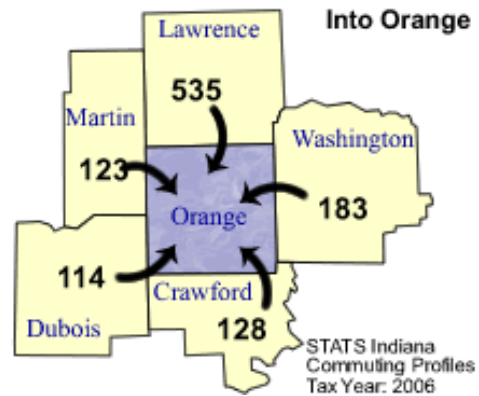 Into Orange
Lawrence
535
Martin
123
Washington
183
Orange
114
Dubois
Crawford
128
STATS Indiana
Commuting Profiles
Tax Year: 2006